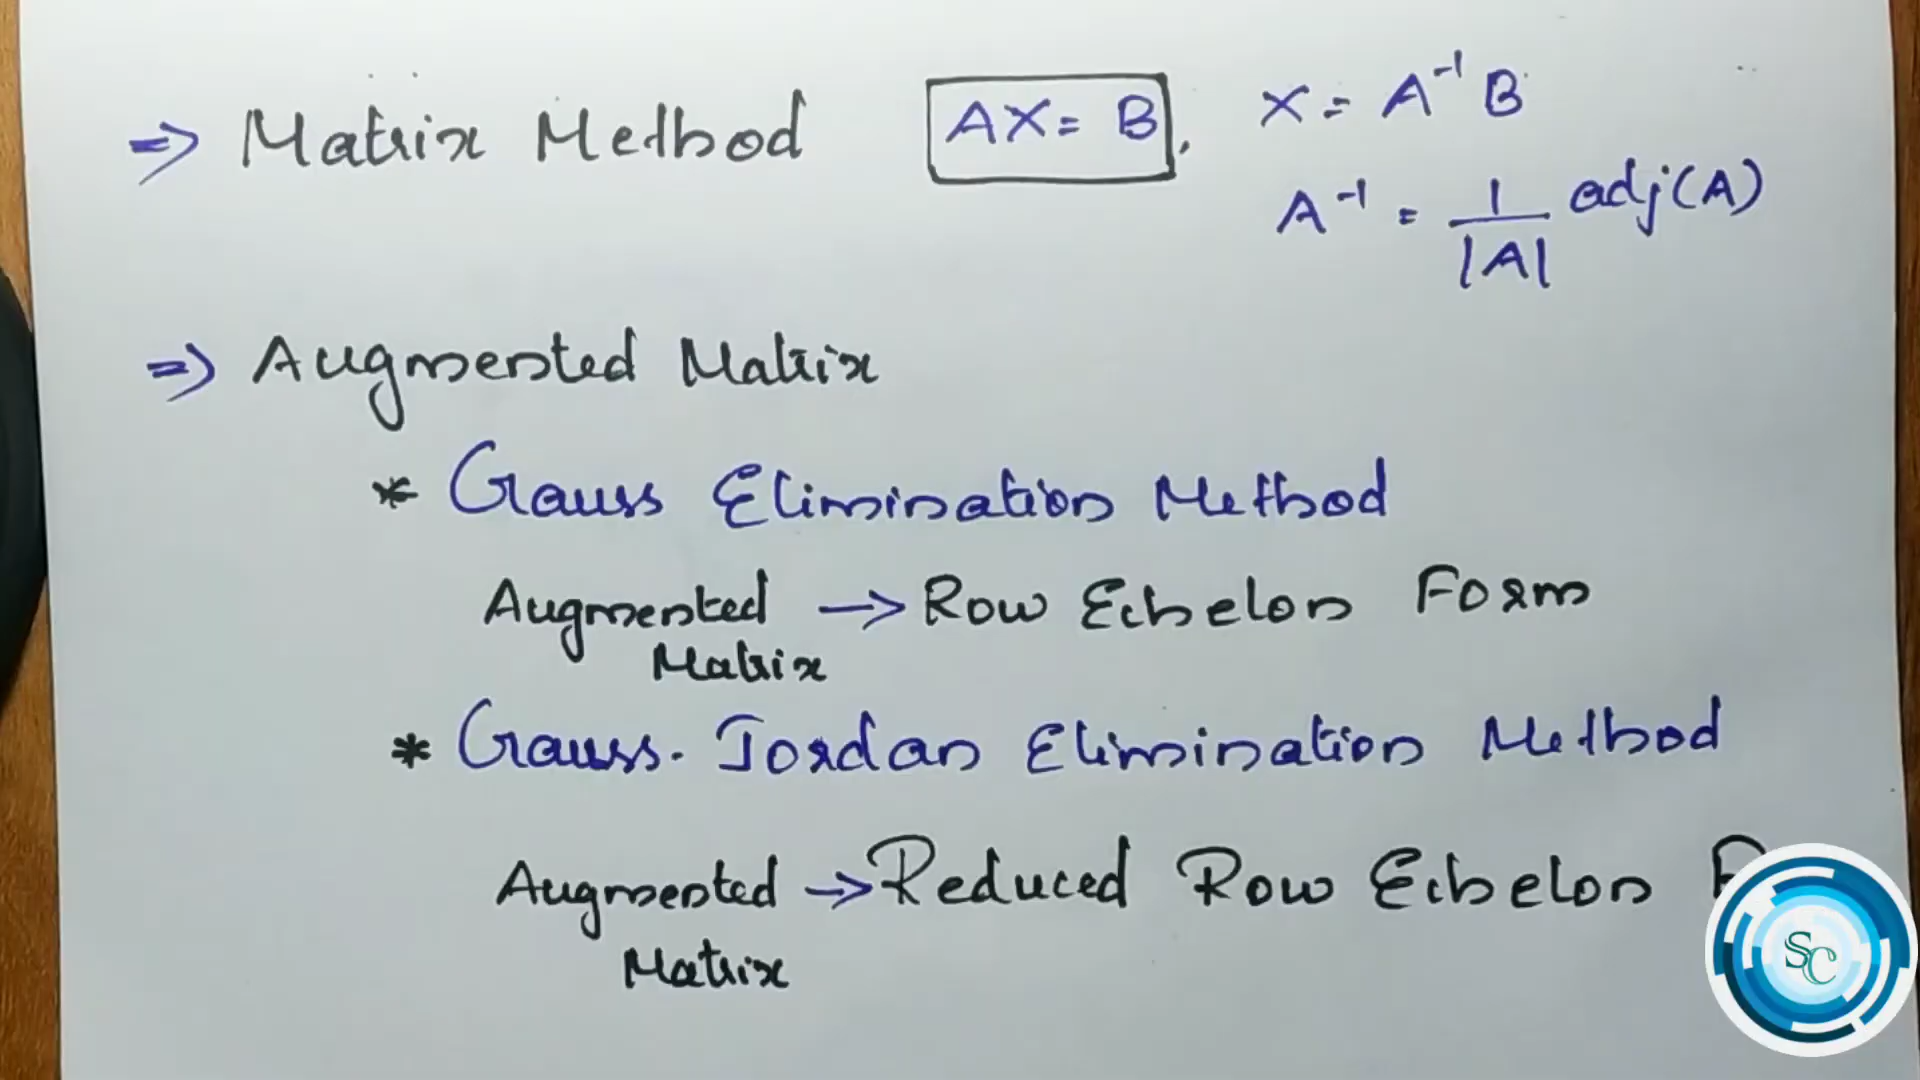 ⇒ Matrix Method AX = B, X = A⁻¹ B
A⁻¹ = 1/|A| adj(A)
⇒ Augmented Matrix
* Gauss Elimination Method
Augmented → Row Echelon Form
Matrix
* Gauss-Jordan Elimination Method
Augmented → Reduced Row Echelon F
Matrix
SC